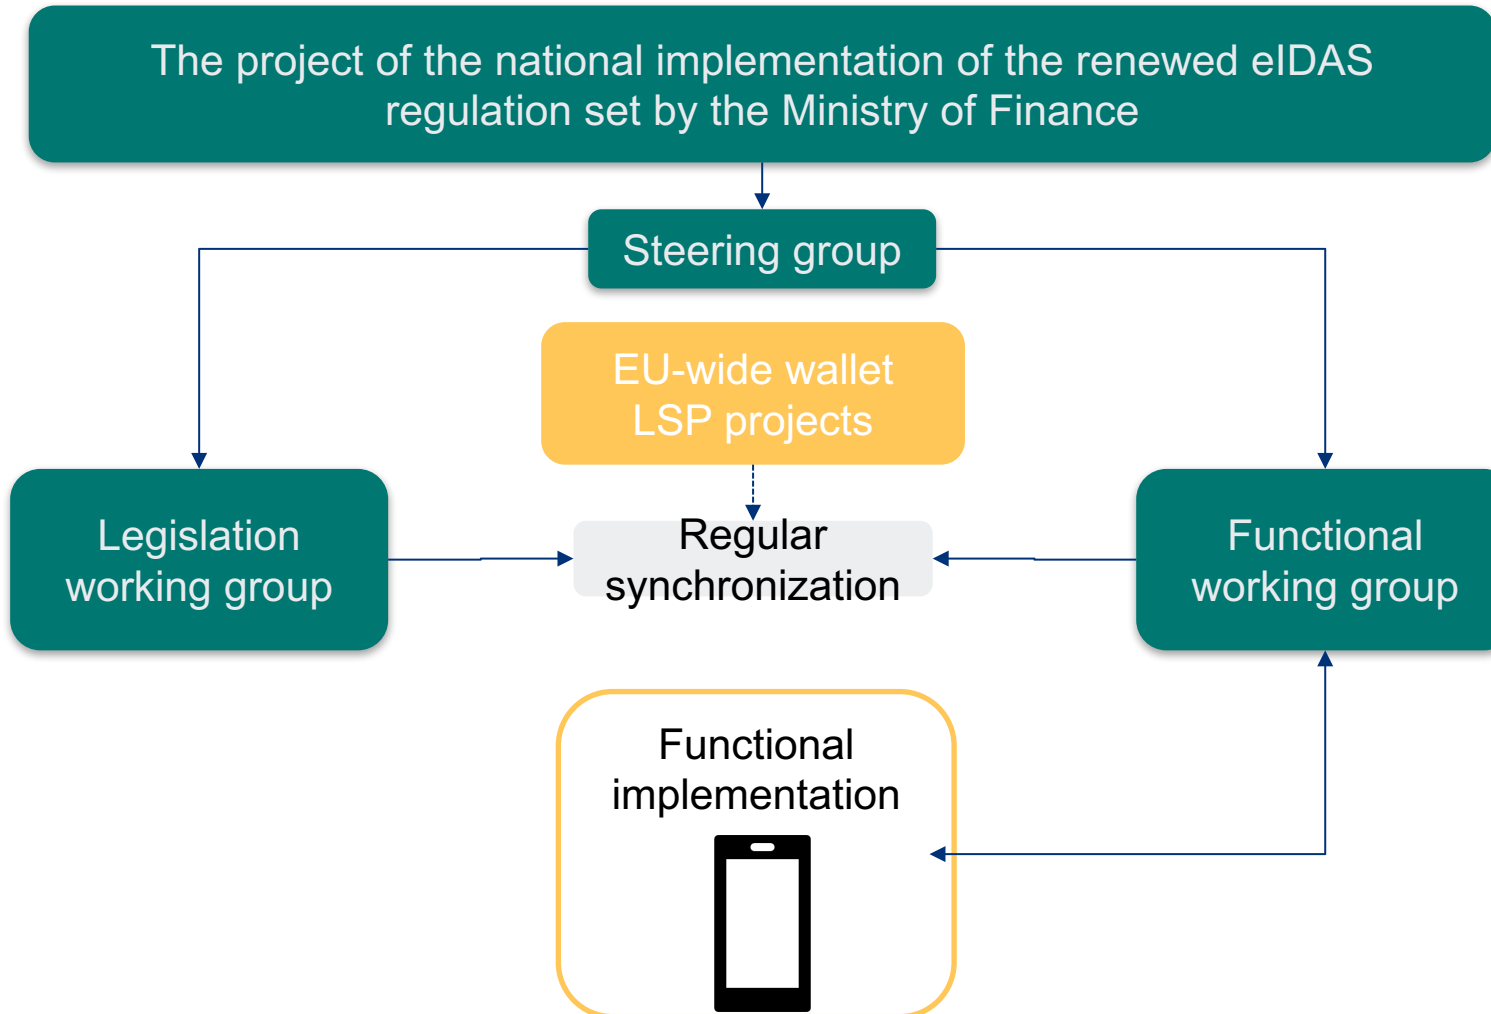 The project of the national implementation of the renewed eIDAS
regulation set by the Ministry of Finance
Steering group
EU-wide wallet
LSP projects
Legislation
working group
Regular
synchronization
Functional
working group
Functional
implementation